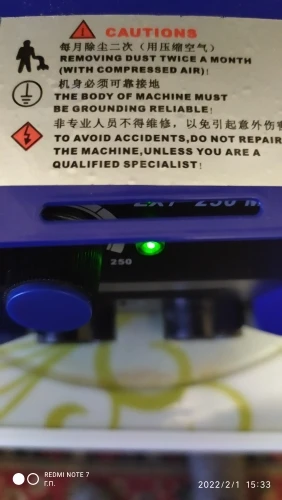 CAUTIONS
每月除尘二次（用压缩空气）
REMOVING DUST TWICE A MONTH
(WITH COMPRESSED AIR)!
机身必须可靠接地
THE BODY OF MACHINE MUST
BE GROUNDING RELIABLE!
非专业人员不得维修，以免引起意外伤害
TO AVOID ACCIDENTS,DO NOT REPAIR
THE MACHINE,UNLESS YOU ARE A
QUALIFIED SPECIALIST!
250
REDMI NOTE 7
г.п.
2022/2/1 15:33